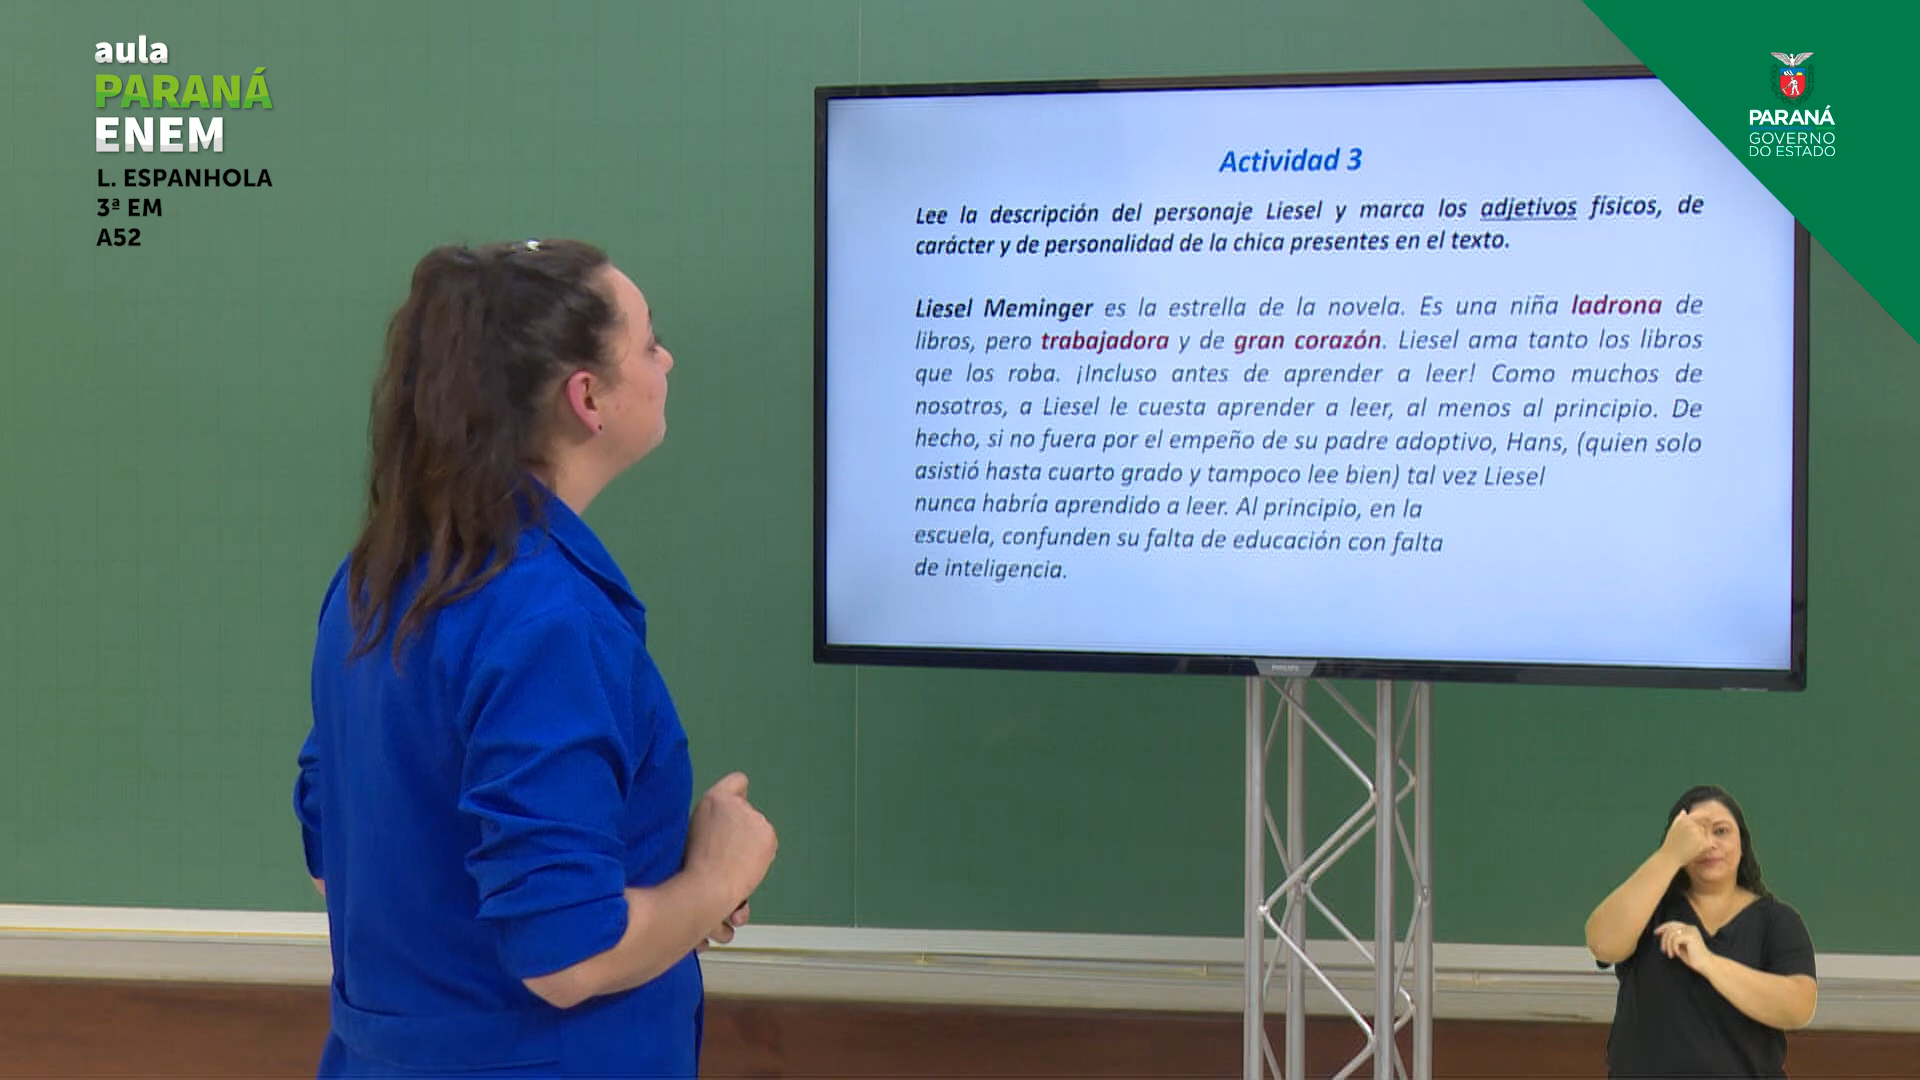 aula
PARANÁ
ENEM
L. ESPANHOLA
3ª EM
A52
PARANÁ
GOVERNO
DO ESTADO
Actividad 3
Lee la descripción del personaje Liesel y marca los adjetivos físicos, de
carácter y de personalidad de la chica presentes en el texto.
Liesel Meminger es la estrella de la novela. Es una niña ladrona de
libros, pero trabajadora y de gran corazón. Liesel ama tanto los libros
que los roba. ¡Incluso antes de aprender a leer! Como muchos de
nosotros, a Liesel le cuesta aprender a leer, al menos al principio. De
hecho, si no fuera por el empeño de su padre adoptivo, Hans, (quien solo
asistió hasta cuarto grado y tampoco lee bien) tal vez Liesel
nunca habría aprendido a leer. Al principio, en la
escuela, confunden su falta de educación con falta
de inteligencia.
PHILIPS